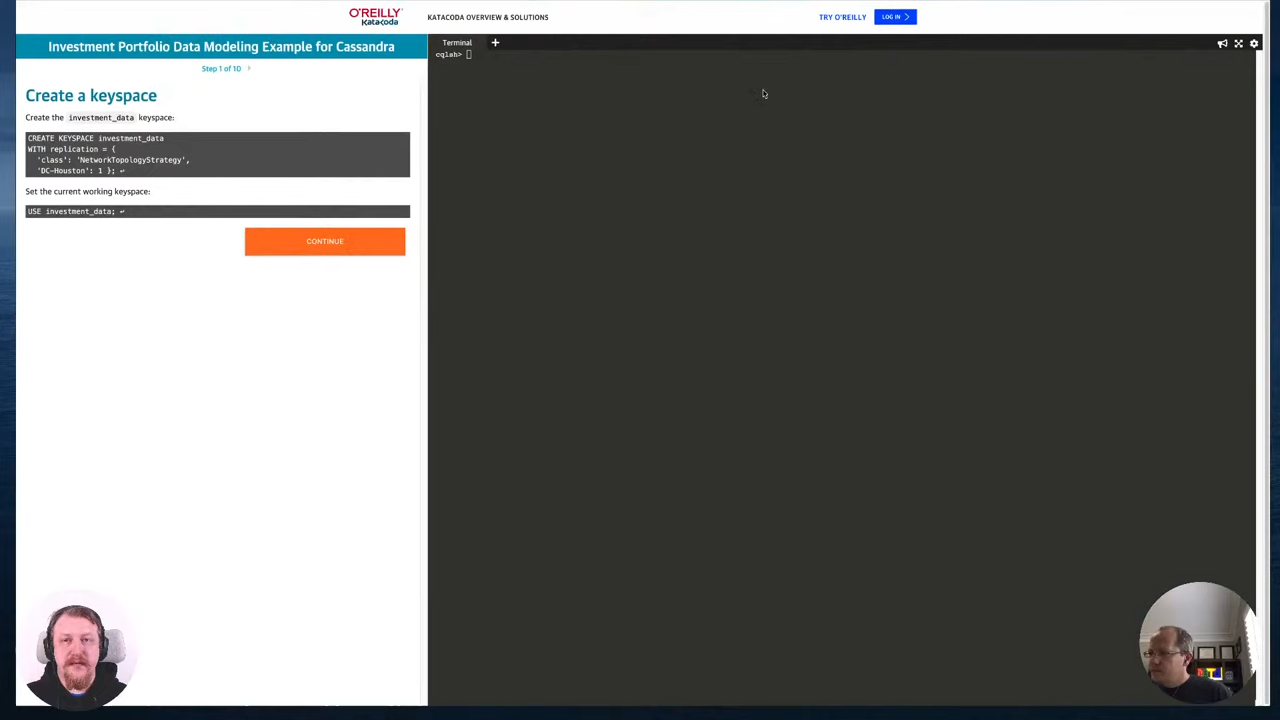 O'REILLY
Katacoda
KATACODA OVERVIEW & SOLUTIONS
TRY O'REILLY
LOG IN
Investment Portfolio Data Modeling Example for Cassandra
Step 1 of 10
Create a keyspace
Create the investment_data keyspace:
CREATE KEYSPACE investment_data
WITH replication = {
'class': 'NetworkTopologyStrategy',
'DC-Houston': 1 }; ↵
Set the current working keyspace:
USE investment_data; ↵
CONTINUE
Terminal
+
cqlsh>